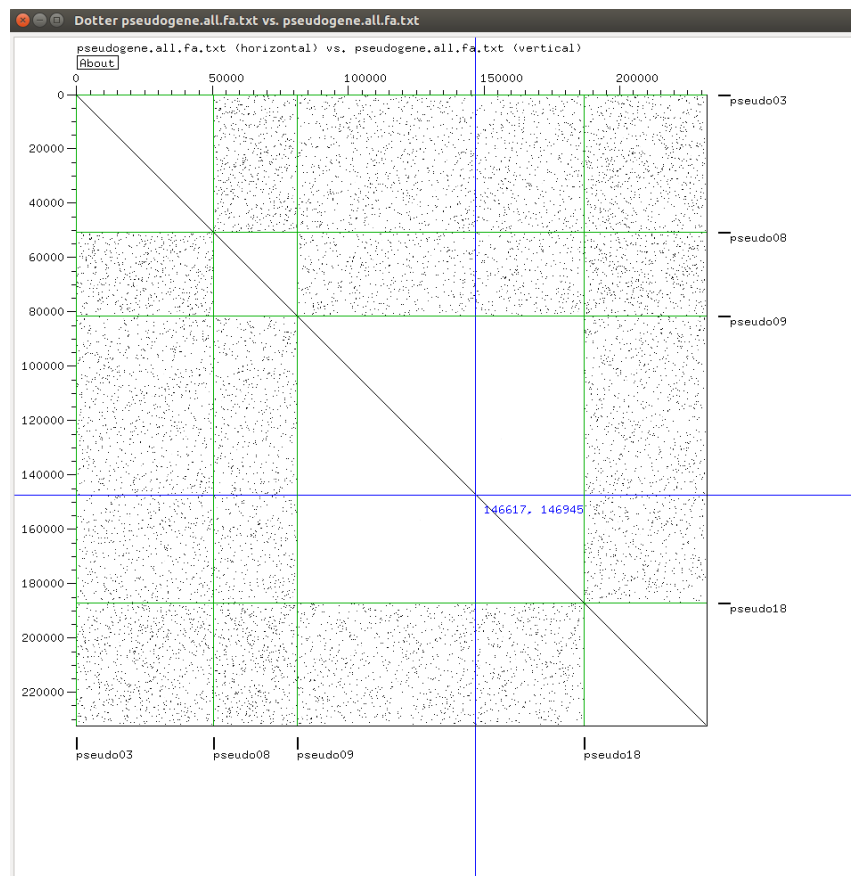 Dotter pseudogene.all.fa.txt vs. pseudogene.all.fa.txt
pseudogene.all.fa.txt (horizontal) vs. pseudogene.all.fa.txt (vertical)
About
0 50000 100000 150000 200000
0
pseudo03
20000
40000
pseudo08
60000
80000
pseudo09
100000
120000
140000
146617, 146945
160000
180000
pseudo18
200000
220000
pseudo03 pseudo08 pseudo09 pseudo18